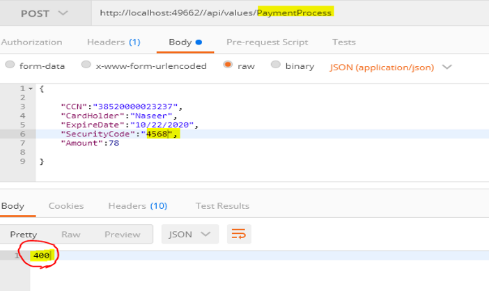 POST http://localhost:49662//api/values/PaymentProcess
Authorization Headers (1) Body Pre-request Script Tests
form-data x-www-form-urlencoded raw binary JSON (application/json)
1 {
2
3 "CCN":"38520000023237",
4 "CardHolder":"Naseer",
5 "ExpireDate":"10/22/2020",
6 "SecurityCode":"4568",
7 "Amount":78
8
9 }
Body Cookies Headers (10) Test Results
Pretty Raw Preview JSON
1 400